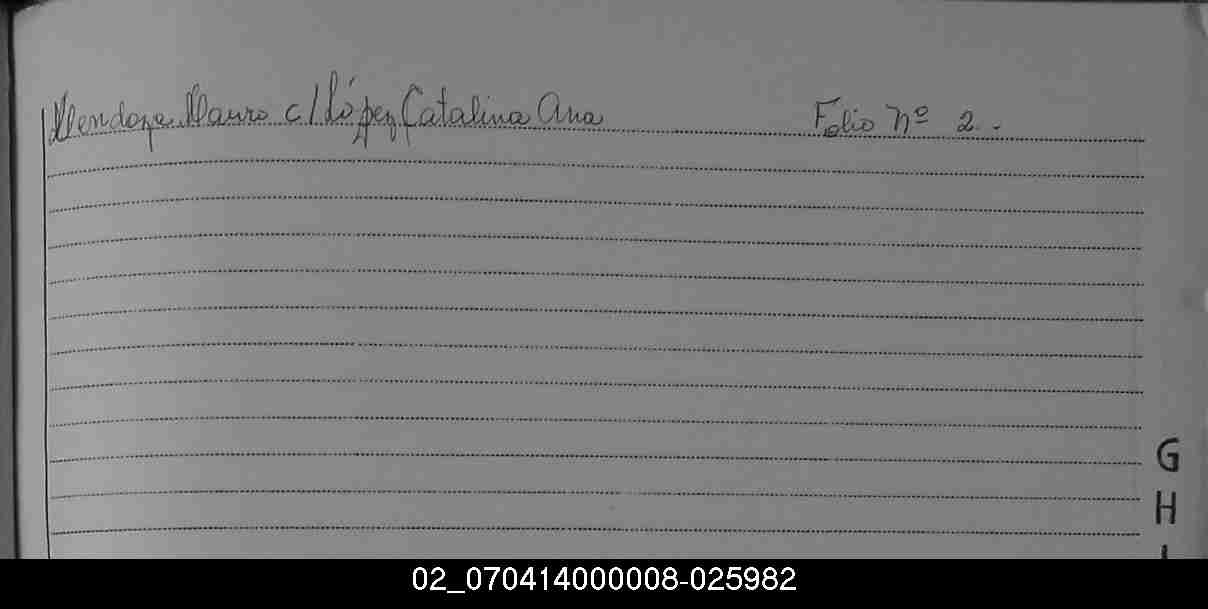 Mendoza Mauro c/ López Catalina Ana Folio Nº 2.-
G
H
I
02_070414000008-025982